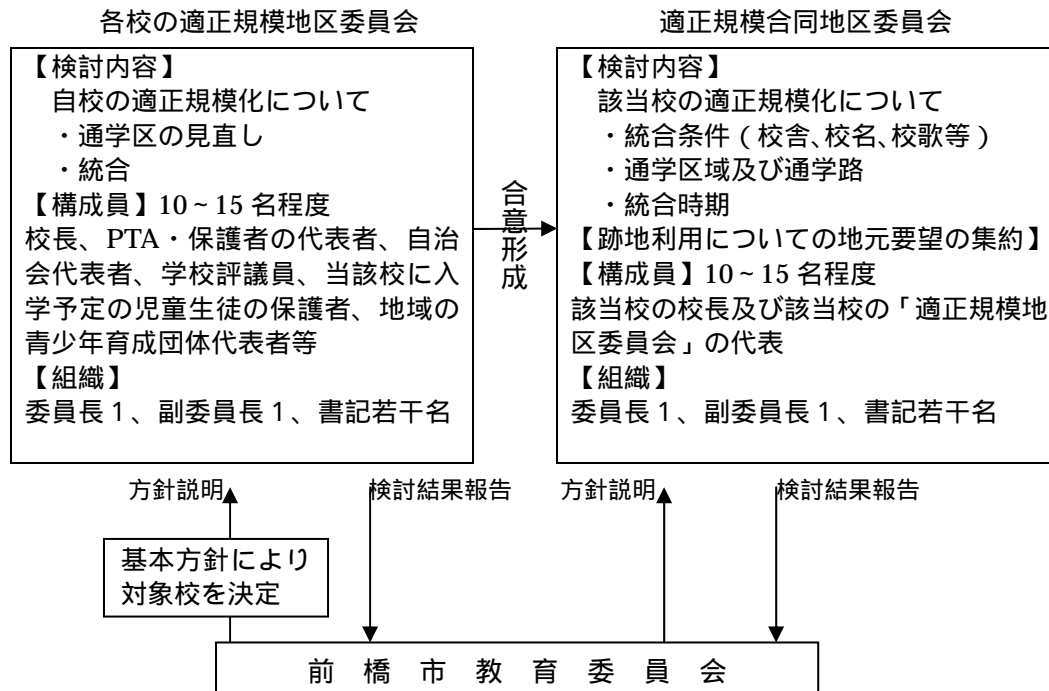 各校の適正規模地区委員会
【検討内容】
自校の適正規模化について
・通学区の見直し
・統合
【構成員】10~15 名程度
校長、PTA・保護者の代表者、自治
会代表者、学校評議員、当該校に入
学予定の児童生徒の保護者、地域の
青少年育成団体代表者等
【組織】
委員長1、副委員長1、書記若干名
合意形成
適正規模合同地区委員会
【検討内容】
該当校の適正規模化について
・統合条件(校舎、校名、校歌等)
・通学区域及び通学路
・統合時期
【跡地利用についての地元要望の集約】
【構成員】10~15 名程度
該当校の校長及び該当校の「適正規模地
区委員会」の代表
【組織】
委員長1、副委員長1、書記若干名
方針説明
検討結果報告
方針説明
検討結果報告
基本方針により
対象校を決定
前橋市教育委員会